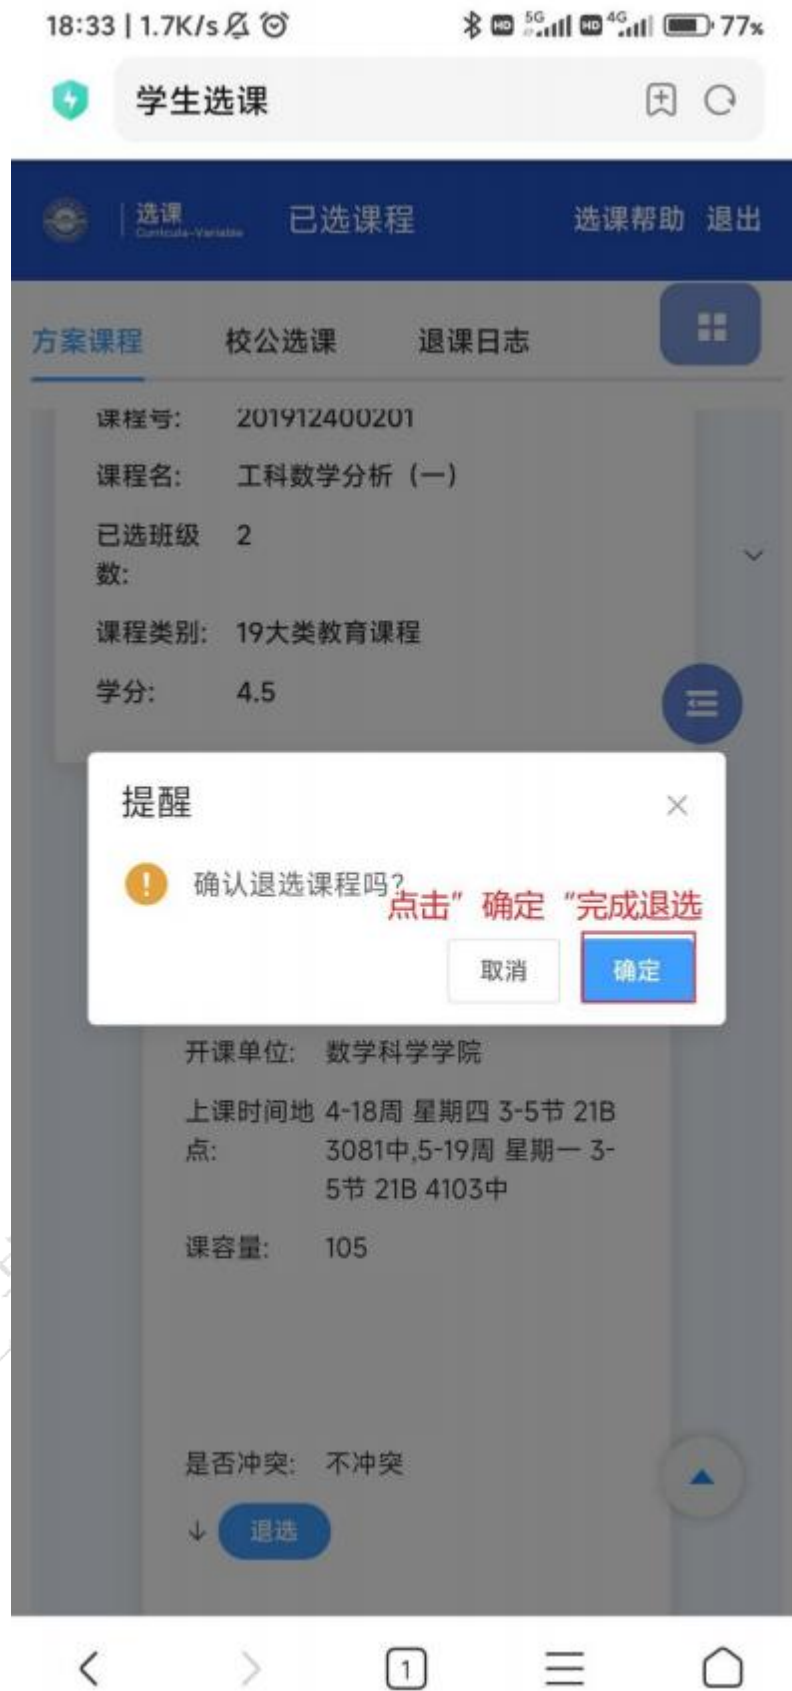 18:33 | 1.7K/s
HD 5G HD 4G 77%
学生选课
选课
Curricula-Variable
已选课程
选课帮助 退出
方案课程 校公选课 退课日志
课程号: 201912400201
课程名: 工科数学分析（一）
已选班级 2
数:
课程类别: 19大类教育课程
学分: 4.5
提醒
确认退选课程吗?
点击”确定“完成退选
取消 确定
开课单位: 数学科学学院
上课时间地 4-18周 星期四 3-5节 21B
点: 3081中,5-19周 星期一 3-
5节 21B 4103中
课容量: 105
是否冲突: 不冲突
退选
1